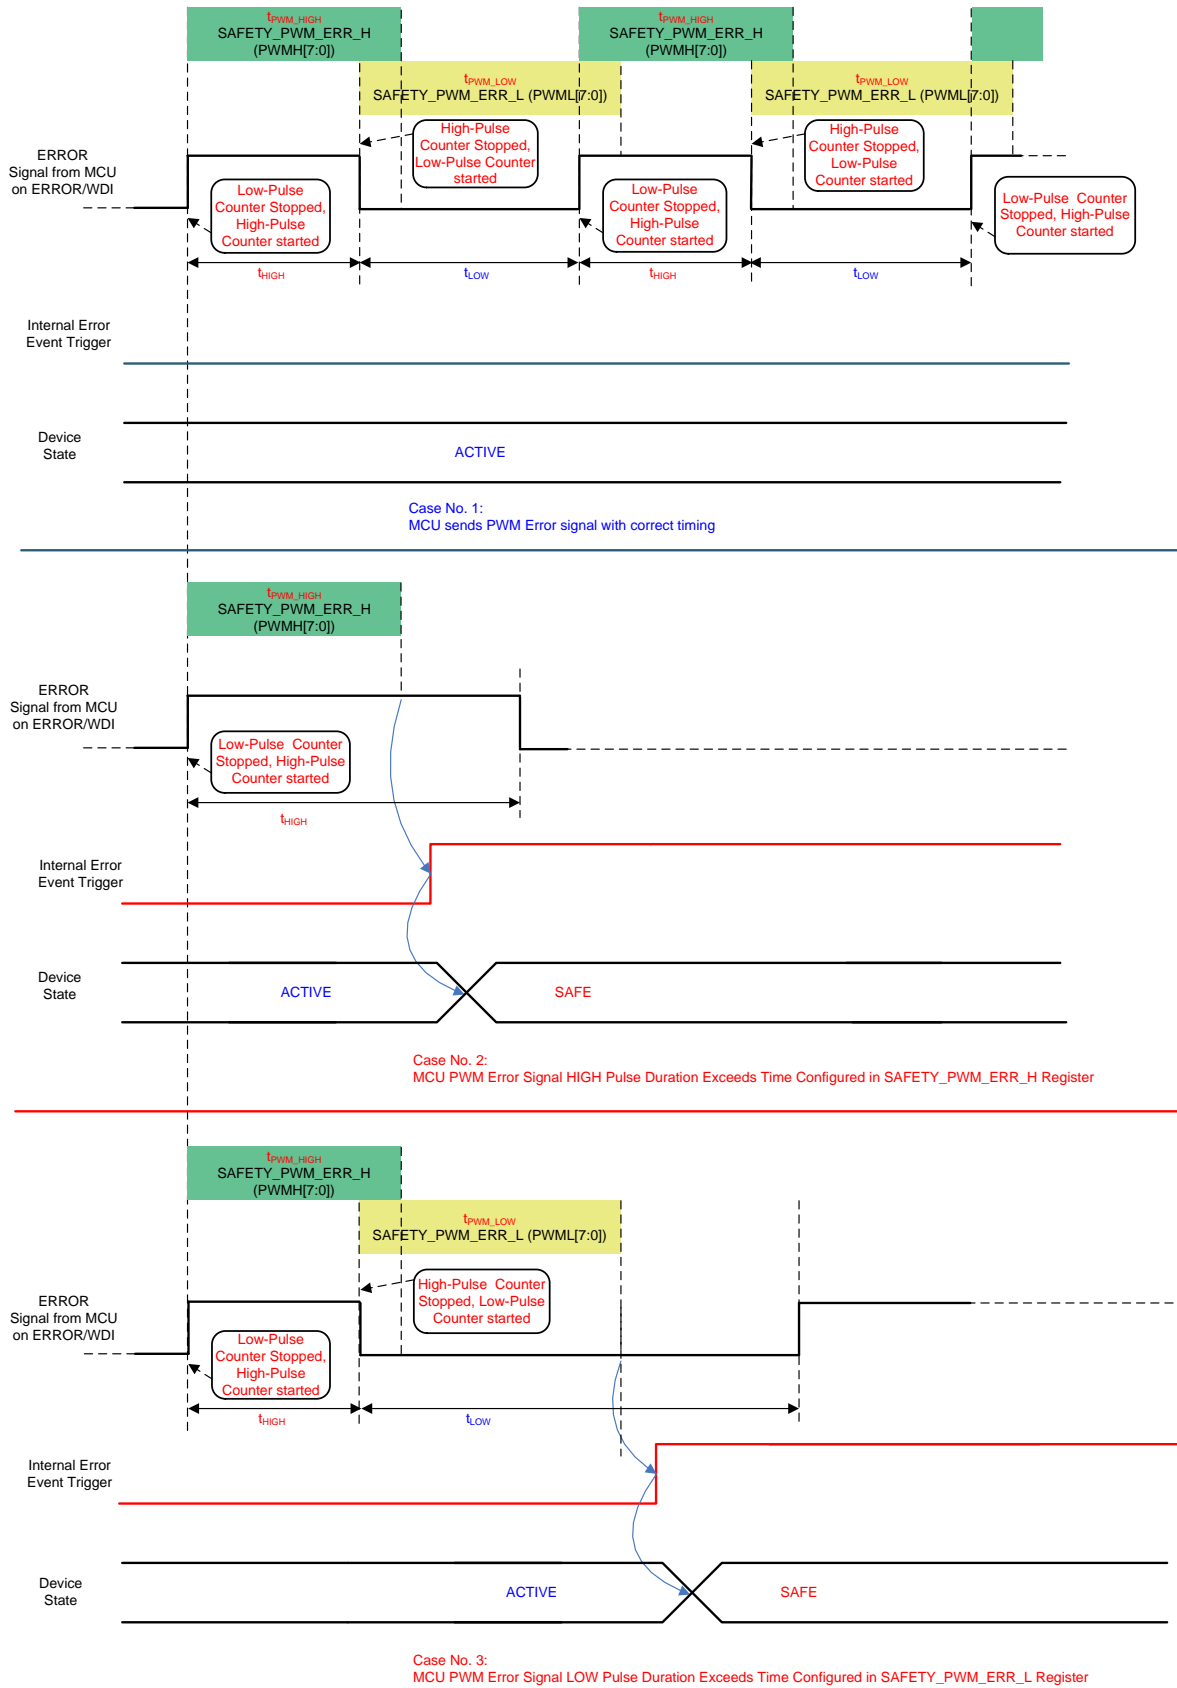 tPWM_HIGH
SAFETY_PWM_ERR_H
(PWMH[7:0])
tPWM_HIGH
SAFETY_PWM_ERR_H
(PWMH[7:0])
tPWM_LOW
SAFETY_PWM_ERR_L (PWML[7:0])
tPWM_LOW
SAFETY_PWM_ERR_L (PWML[7:0])
High-Pulse
Counter Stopped,
Low-Pulse Counter
started
High-Pulse
Counter Stopped,
Low-Pulse
Counter started
ERROR
Signal from MCU
on ERROR/WDI
Low-Pulse
Counter Stopped,
High-Pulse
Counter started
Low-Pulse
Counter Stopped,
High-Pulse
Counter started
Low-Pulse Counter
Stopped, High-Pulse
Counter started
tHIGH
tLOW
tHIGH
tLOW
Internal Error
Event Trigger
Device
State
ACTIVE
Case No. 1:
MCU sends PWM Error signal with correct timing
tPWM_HIGH
SAFETY_PWM_ERR_H
(PWMH[7:0])
ERROR
Signal from MCU
on ERROR/WDI
Low-Pulse Counter
Stopped, High-Pulse
Counter started
tHIGH
Internal Error
Event Trigger
Device
State
ACTIVE
SAFE
Case No. 2:
MCU PWM Error Signal HIGH Pulse Duration Exceeds Time Configured in SAFETY_PWM_ERR_H Register
tPWM_HIGH
SAFETY_PWM_ERR_H
(PWMH[7:0])
tPWM_LOW
SAFETY_PWM_ERR_L (PWML[7:0])
High-Pulse Counter
Stopped, Low-Pulse
Counter started
ERROR
Signal from MCU
on ERROR/WDI
Low-Pulse
Counter Stopped,
High-Pulse
Counter started
tHIGH
tLOW
Internal Error
Event Trigger
Device
State
ACTIVE
SAFE
Case No. 3:
MCU PWM Error Signal LOW Pulse Duration Exceeds Time Configured in SAFETY_PWM_ERR_L Register